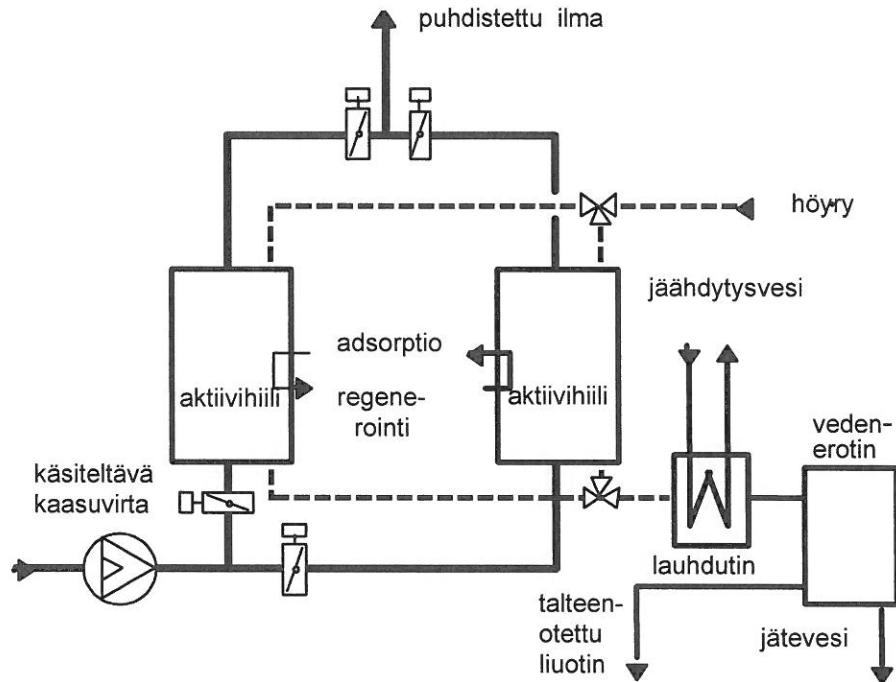 puhdistettu ilma
höyry
jäähdytysvesi
adsorptio
aktiivihiili
regene-
rointi
aktiivihiili
veden-
erotin
käsiteltävä
kaasuvirta
lauhdutin
talteen-
otettu
liuotin
jätevesi